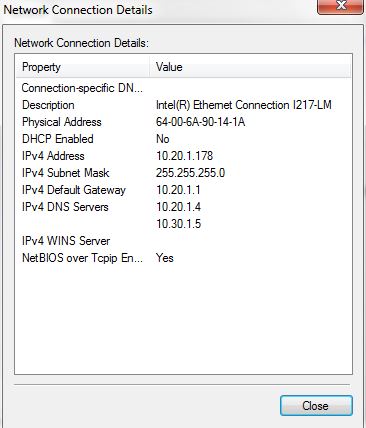 Network Connection Details
Network Connection Details:
Property Value
Connection-specific DN...
Description Intel(R) Ethernet Connection I217-LM
Physical Address 64-00-6A-90-14-1A
DHCP Enabled No
IPv4 Address 10.20.1.178
IPv4 Subnet Mask 255.255.255.0
IPv4 Default Gateway 10.20.1.1
IPv4 DNS Servers 10.20.1.4
10.30.1.5
IPv4 WINS Server
NetBIOS over Tcpip En... Yes
Close